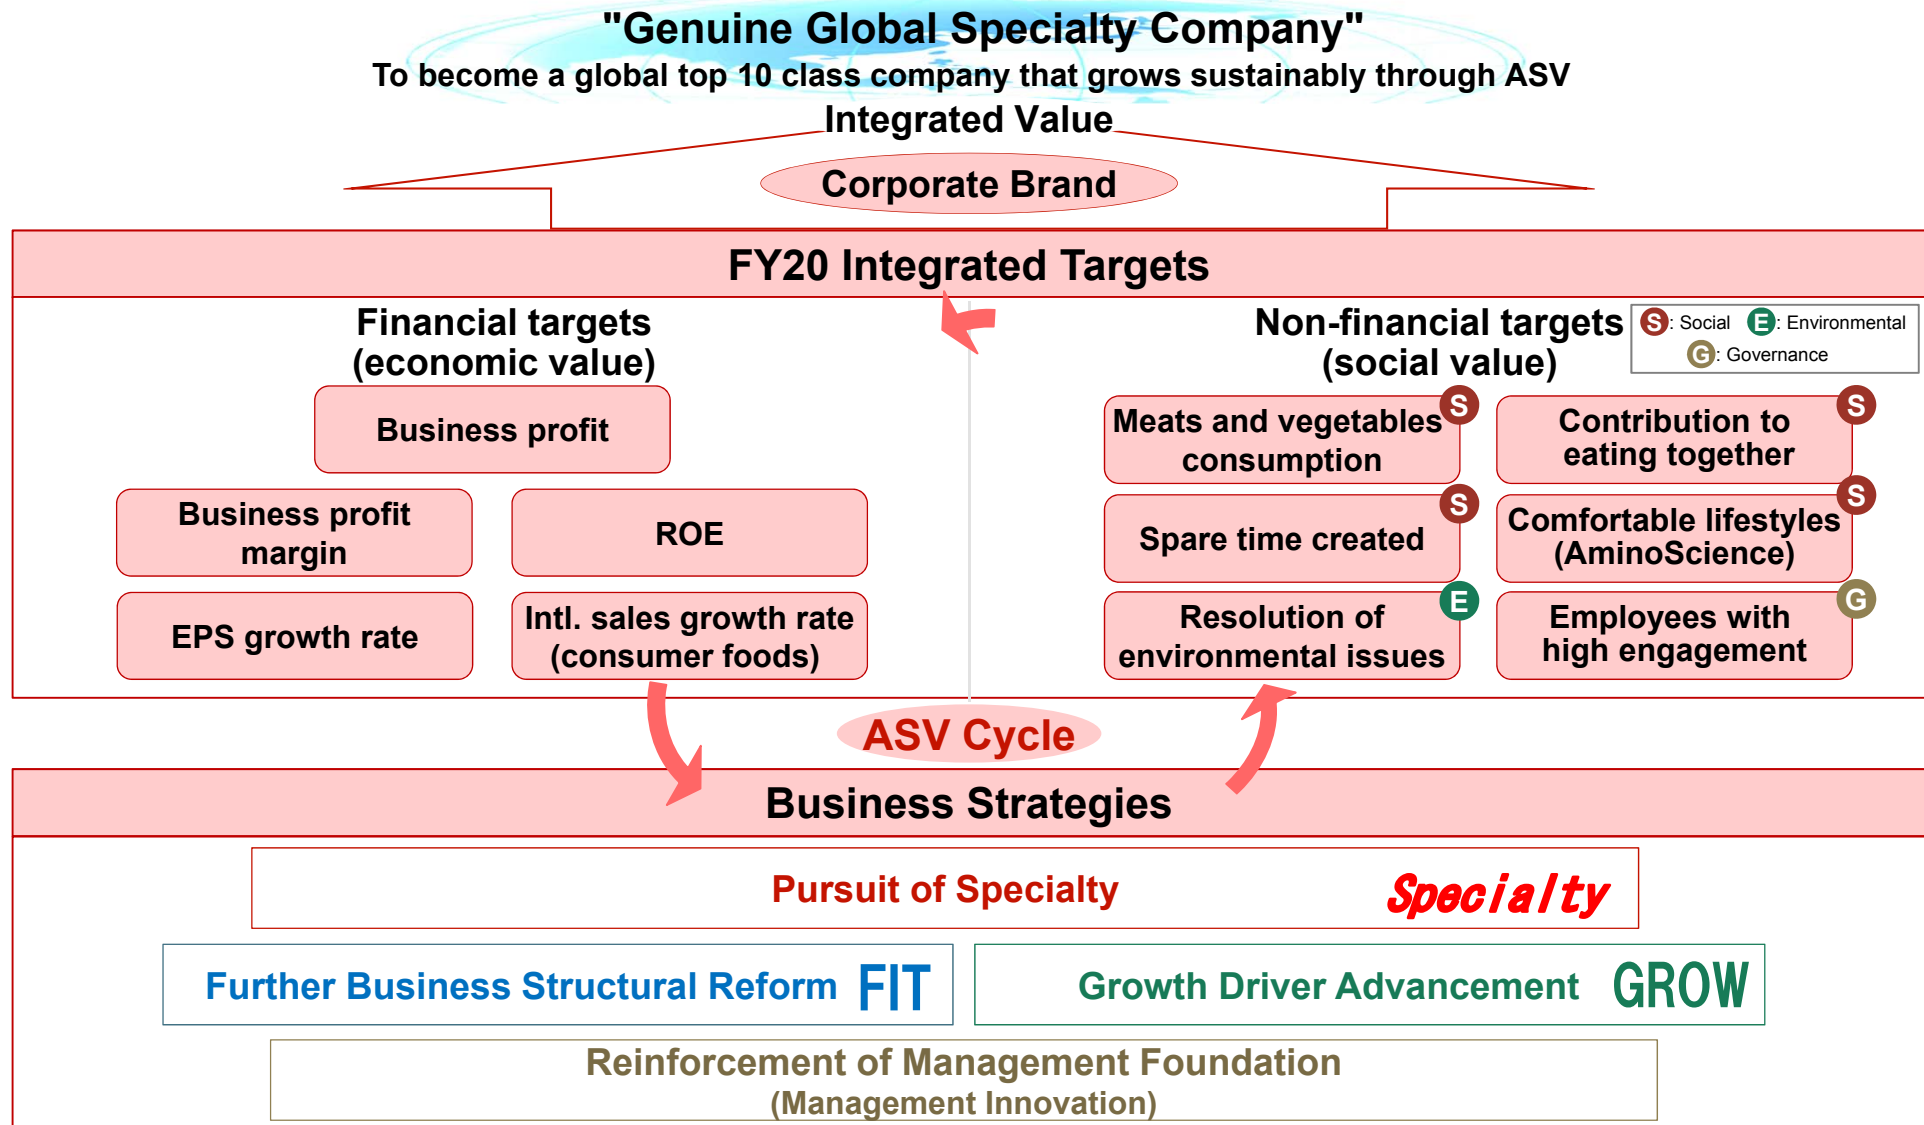 "Genuine Global Specialty Company"
To become a global top 10 class company that grows sustainably through ASV
Integrated Value
Corporate Brand
FY20 Integrated Targets
Financial targets
(economic value)
Business profit
Business profit
margin
ROE
EPS growth rate
Intl. sales growth rate
(consumer foods)
Non-financial targets
(social value)
S: Social E: Environmental
G: Governance
Meats and vegetables
consumption
S
Contribution to
eating together
S
Spare time created
S
Comfortable lifestyles
(AminoScience)
S
Resolution of
environmental issues
E
Employees with
high engagement
G
ASV Cycle
Business Strategies
Pursuit of Specialty Specialty
Further Business Structural Reform FIT
Growth Driver Advancement GROW
Reinforcement of Management Foundation
(Management Innovation)